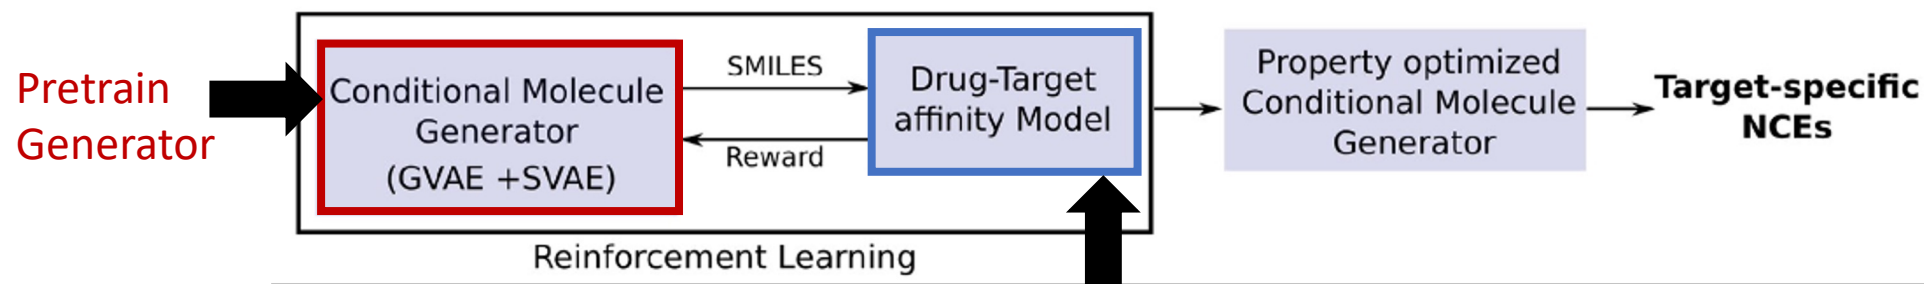 Pretrain
Generator
Conditional Molecule
Generator
(GVAE +SVAE)
SMILES
Reward
Drug-Target
affinity Model
Reinforcement Learning
Property optimized
Conditional Molecule
Generator
Target-specific
NCEs